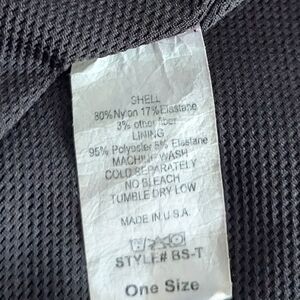 SHELL
80%Nylon 17%Elastane
3% other fiber
LINING
95% Polyester 5% Elastane
MACHINE WASH
COLD SEPARATELY
NO BLEACH
TUMBLE DRY LOW
MADE IN U.S.A.
STYLE# BS-T
One Size